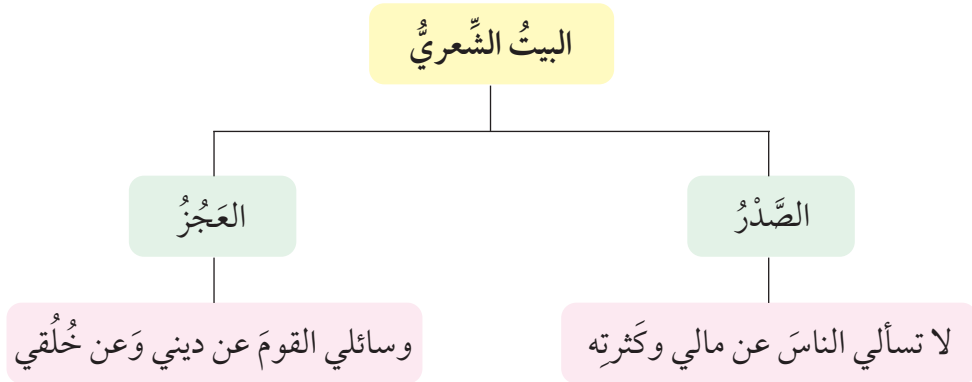 البيتُ الشِّعريُّ
الصَّدْرُ
العَجُزُ
لا تسألي الناسَ عن مالي وكَثرتِه
وسائلي القومَ عن ديني وَعن خُلُقي